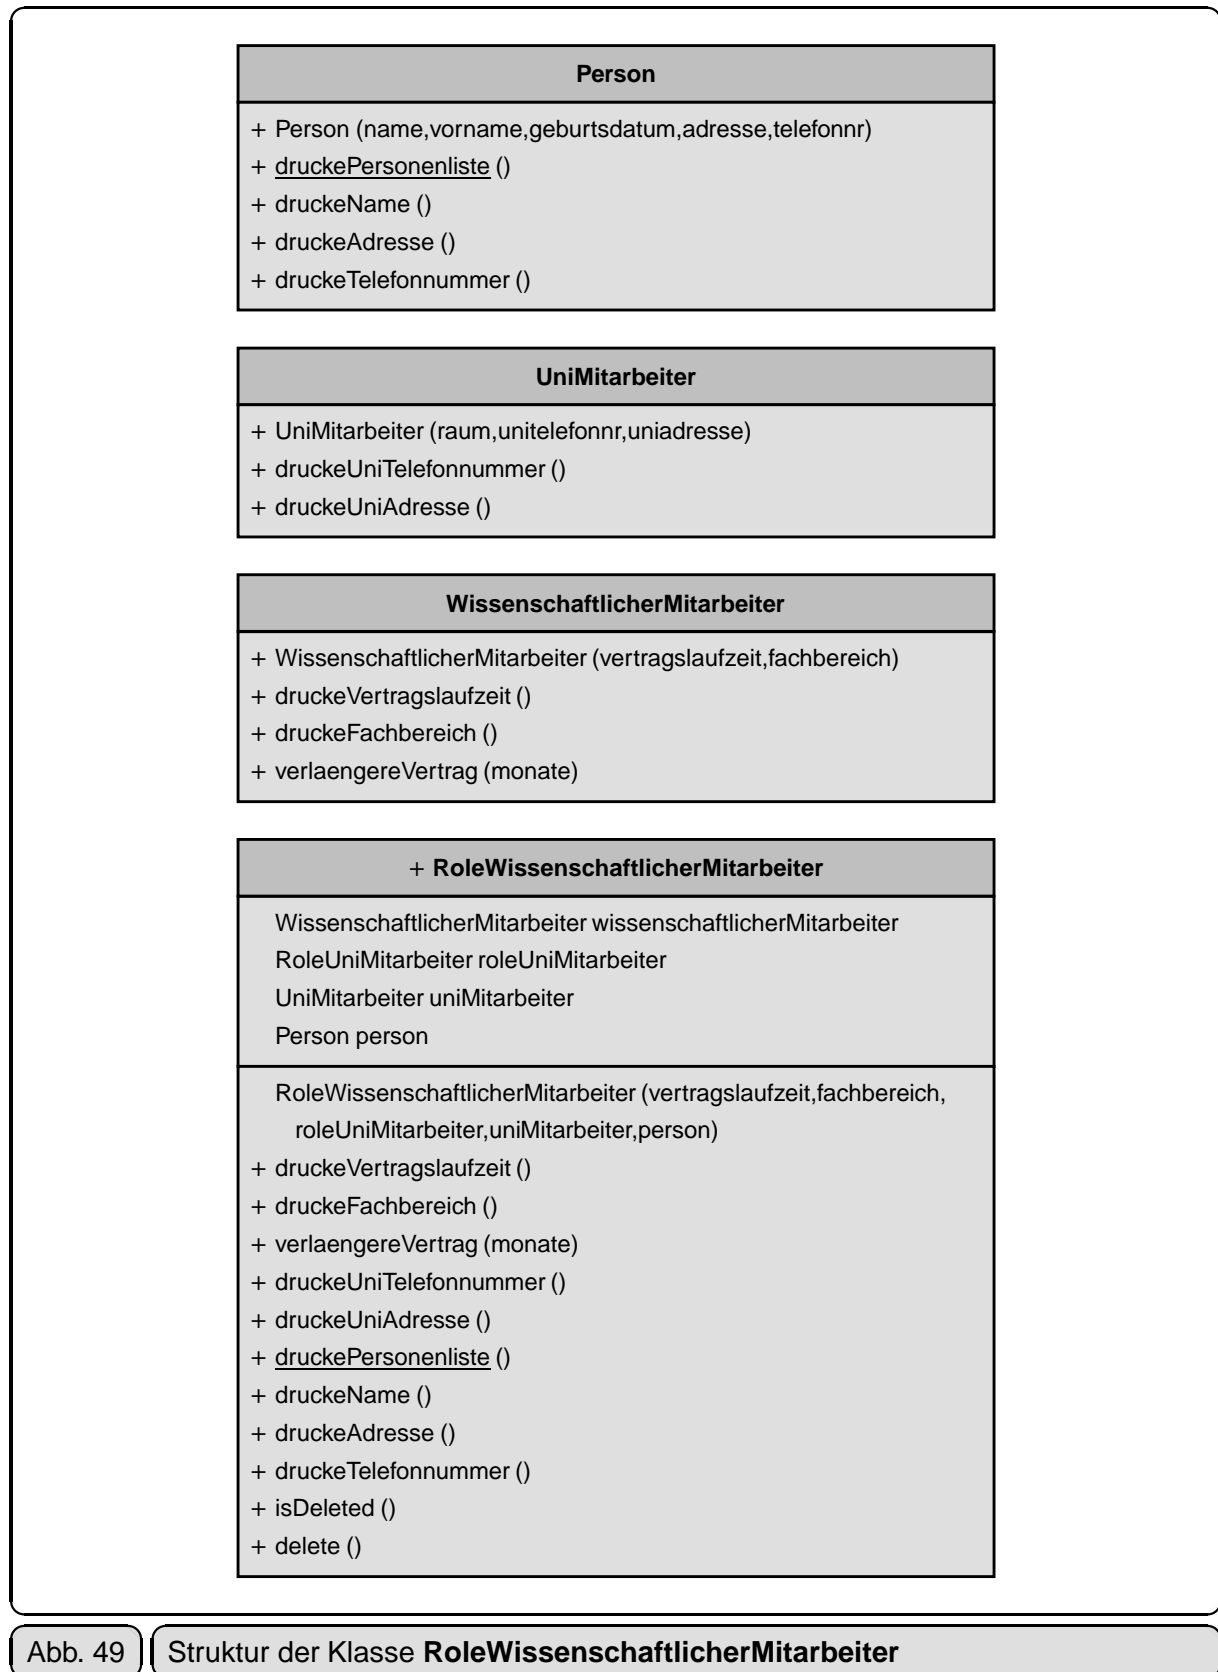 Person
+ Person (name,vorname,geburtsdatum,adresse,telefonnr)
+ druckePersonenliste ()
+ druckeName ()
+ druckeAdresse ()
+ druckeTelefonnummer ()
UniMitarbeiter
+ UniMitarbeiter (raum,unitelefonnr,uniadresse)
+ druckeUniTelefonnummer ()
+ druckeUniAdresse ()
WissenschaftlicherMitarbeiter
+ WissenschaftlicherMitarbeiter (vertragslaufzeit,fachbereich)
+ druckeVertragslaufzeit ()
+ druckeFachbereich ()
+ verlaengereVertrag (monate)
+ RoleWissenschaftlicherMitarbeiter
WissenschaftlicherMitarbeiter wissenschaftlicherMitarbeiter
RoleUniMitarbeiter roleUniMitarbeiter
UniMitarbeiter uniMitarbeiter
Person person
RoleWissenschaftlicherMitarbeiter (vertragslaufzeit,fachbereich,
roleUniMitarbeiter,uniMitarbeiter,person)
+ druckeVertragslaufzeit ()
+ druckeFachbereich ()
+ verlaengereVertrag (monate)
+ druckeUniTelefonnummer ()
+ druckeUniAdresse ()
+ druckePersonenliste ()
+ druckeName ()
+ druckeAdresse ()
+ druckeTelefonnummer ()
+ isDeleted ()
+ delete ()
Abb. 49 Struktur der Klasse RoleWissenschaftlicherMitarbeiter